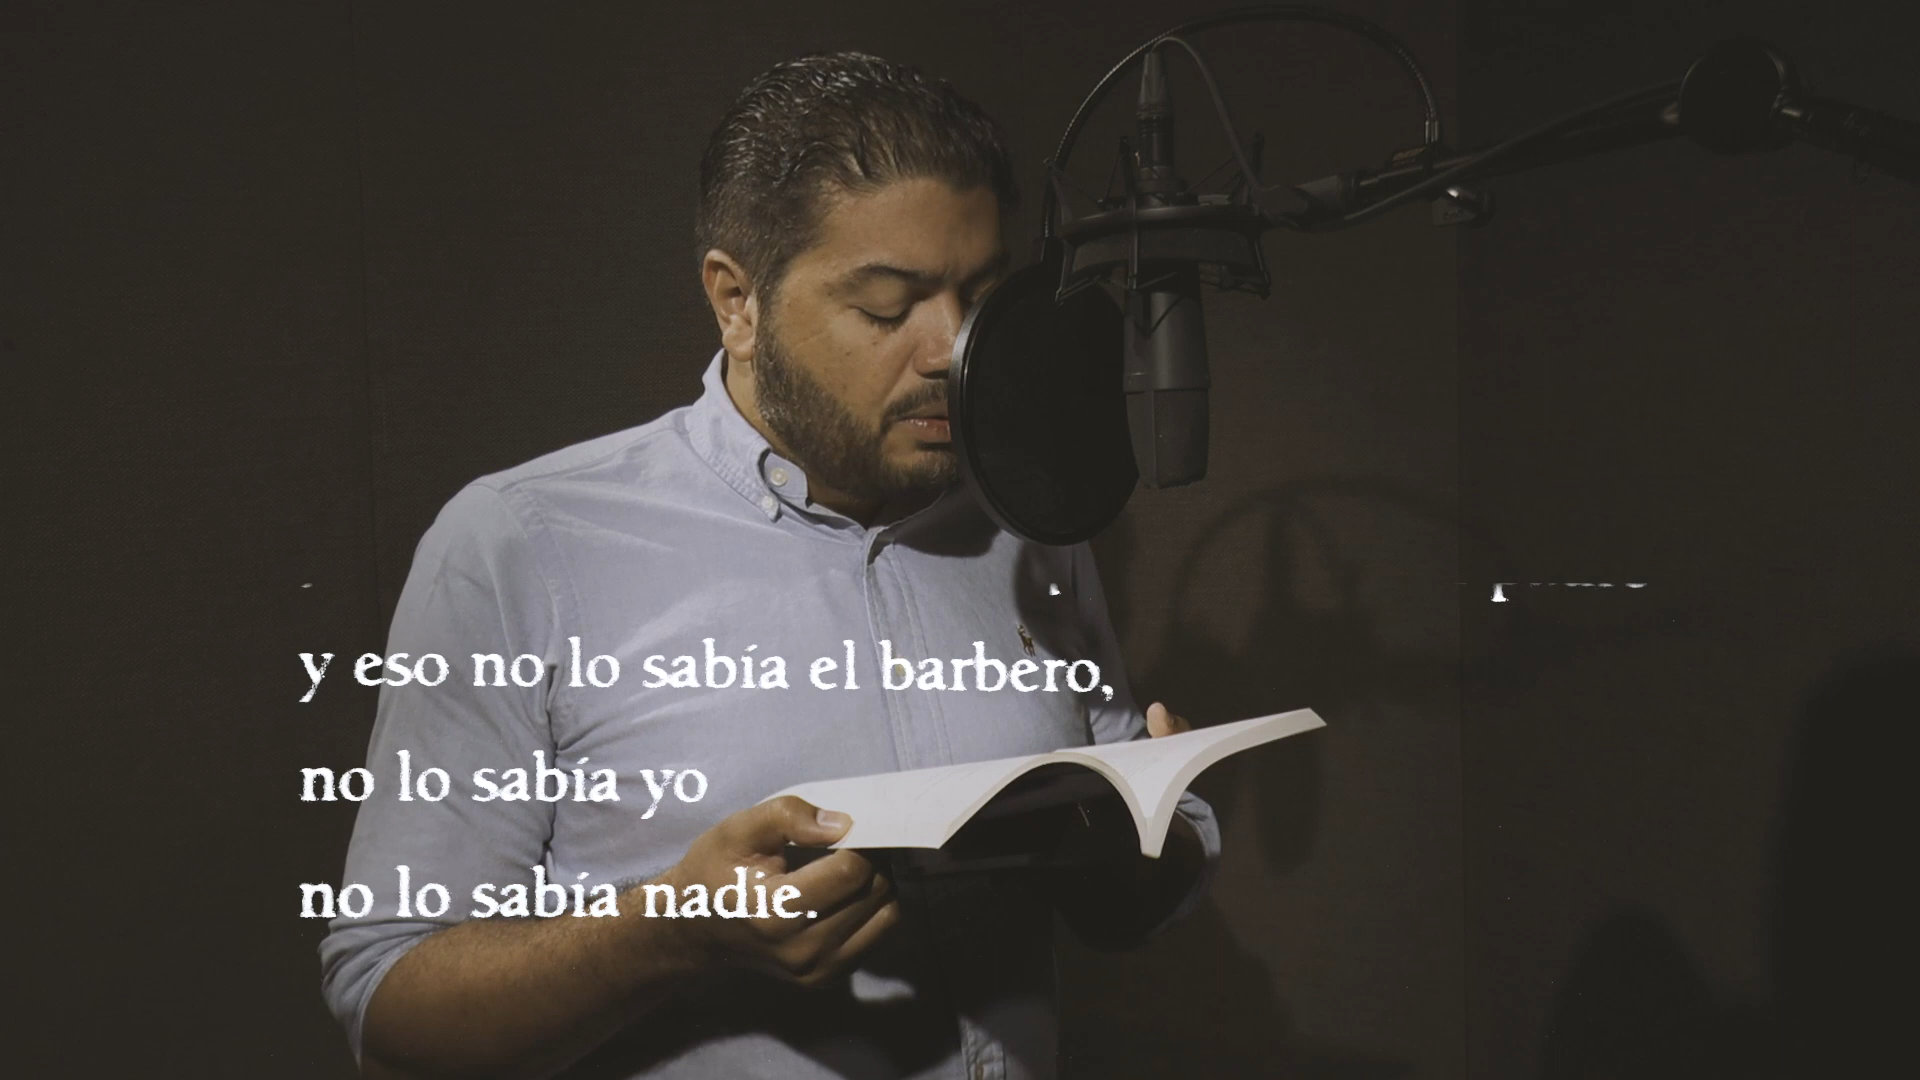 y eso no lo sabía el barbero,
no lo sabía yo
no lo sabía nadie.